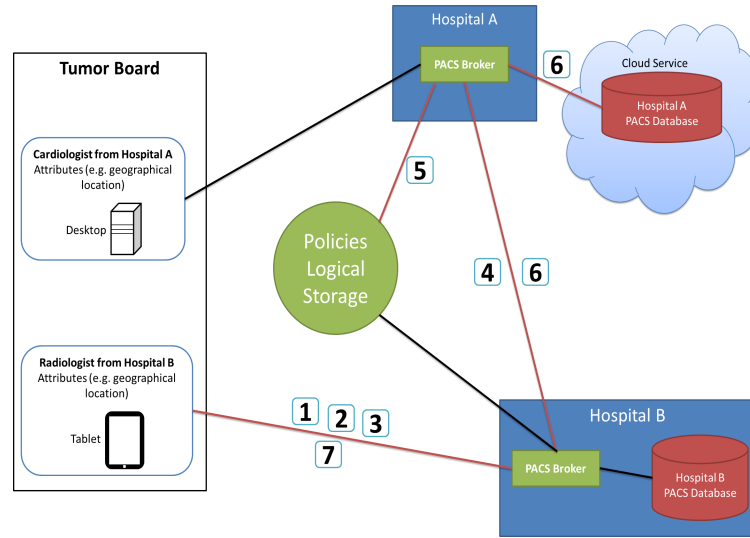 Hospital A
PACS Broker
6
Cloud Service
Hospital A
PACS Database
Tumor Board
Cardiologist from Hospital A
Attributes (e.g. geographical
location)
Desktop
5
Policies
Logical
Storage
4
6
Radiologist from Hospital B
Attributes (e.g. geographical
location)
Tablet
1
2
3
7
Hospital B
PACS Broker
Hospital B
PACS Database